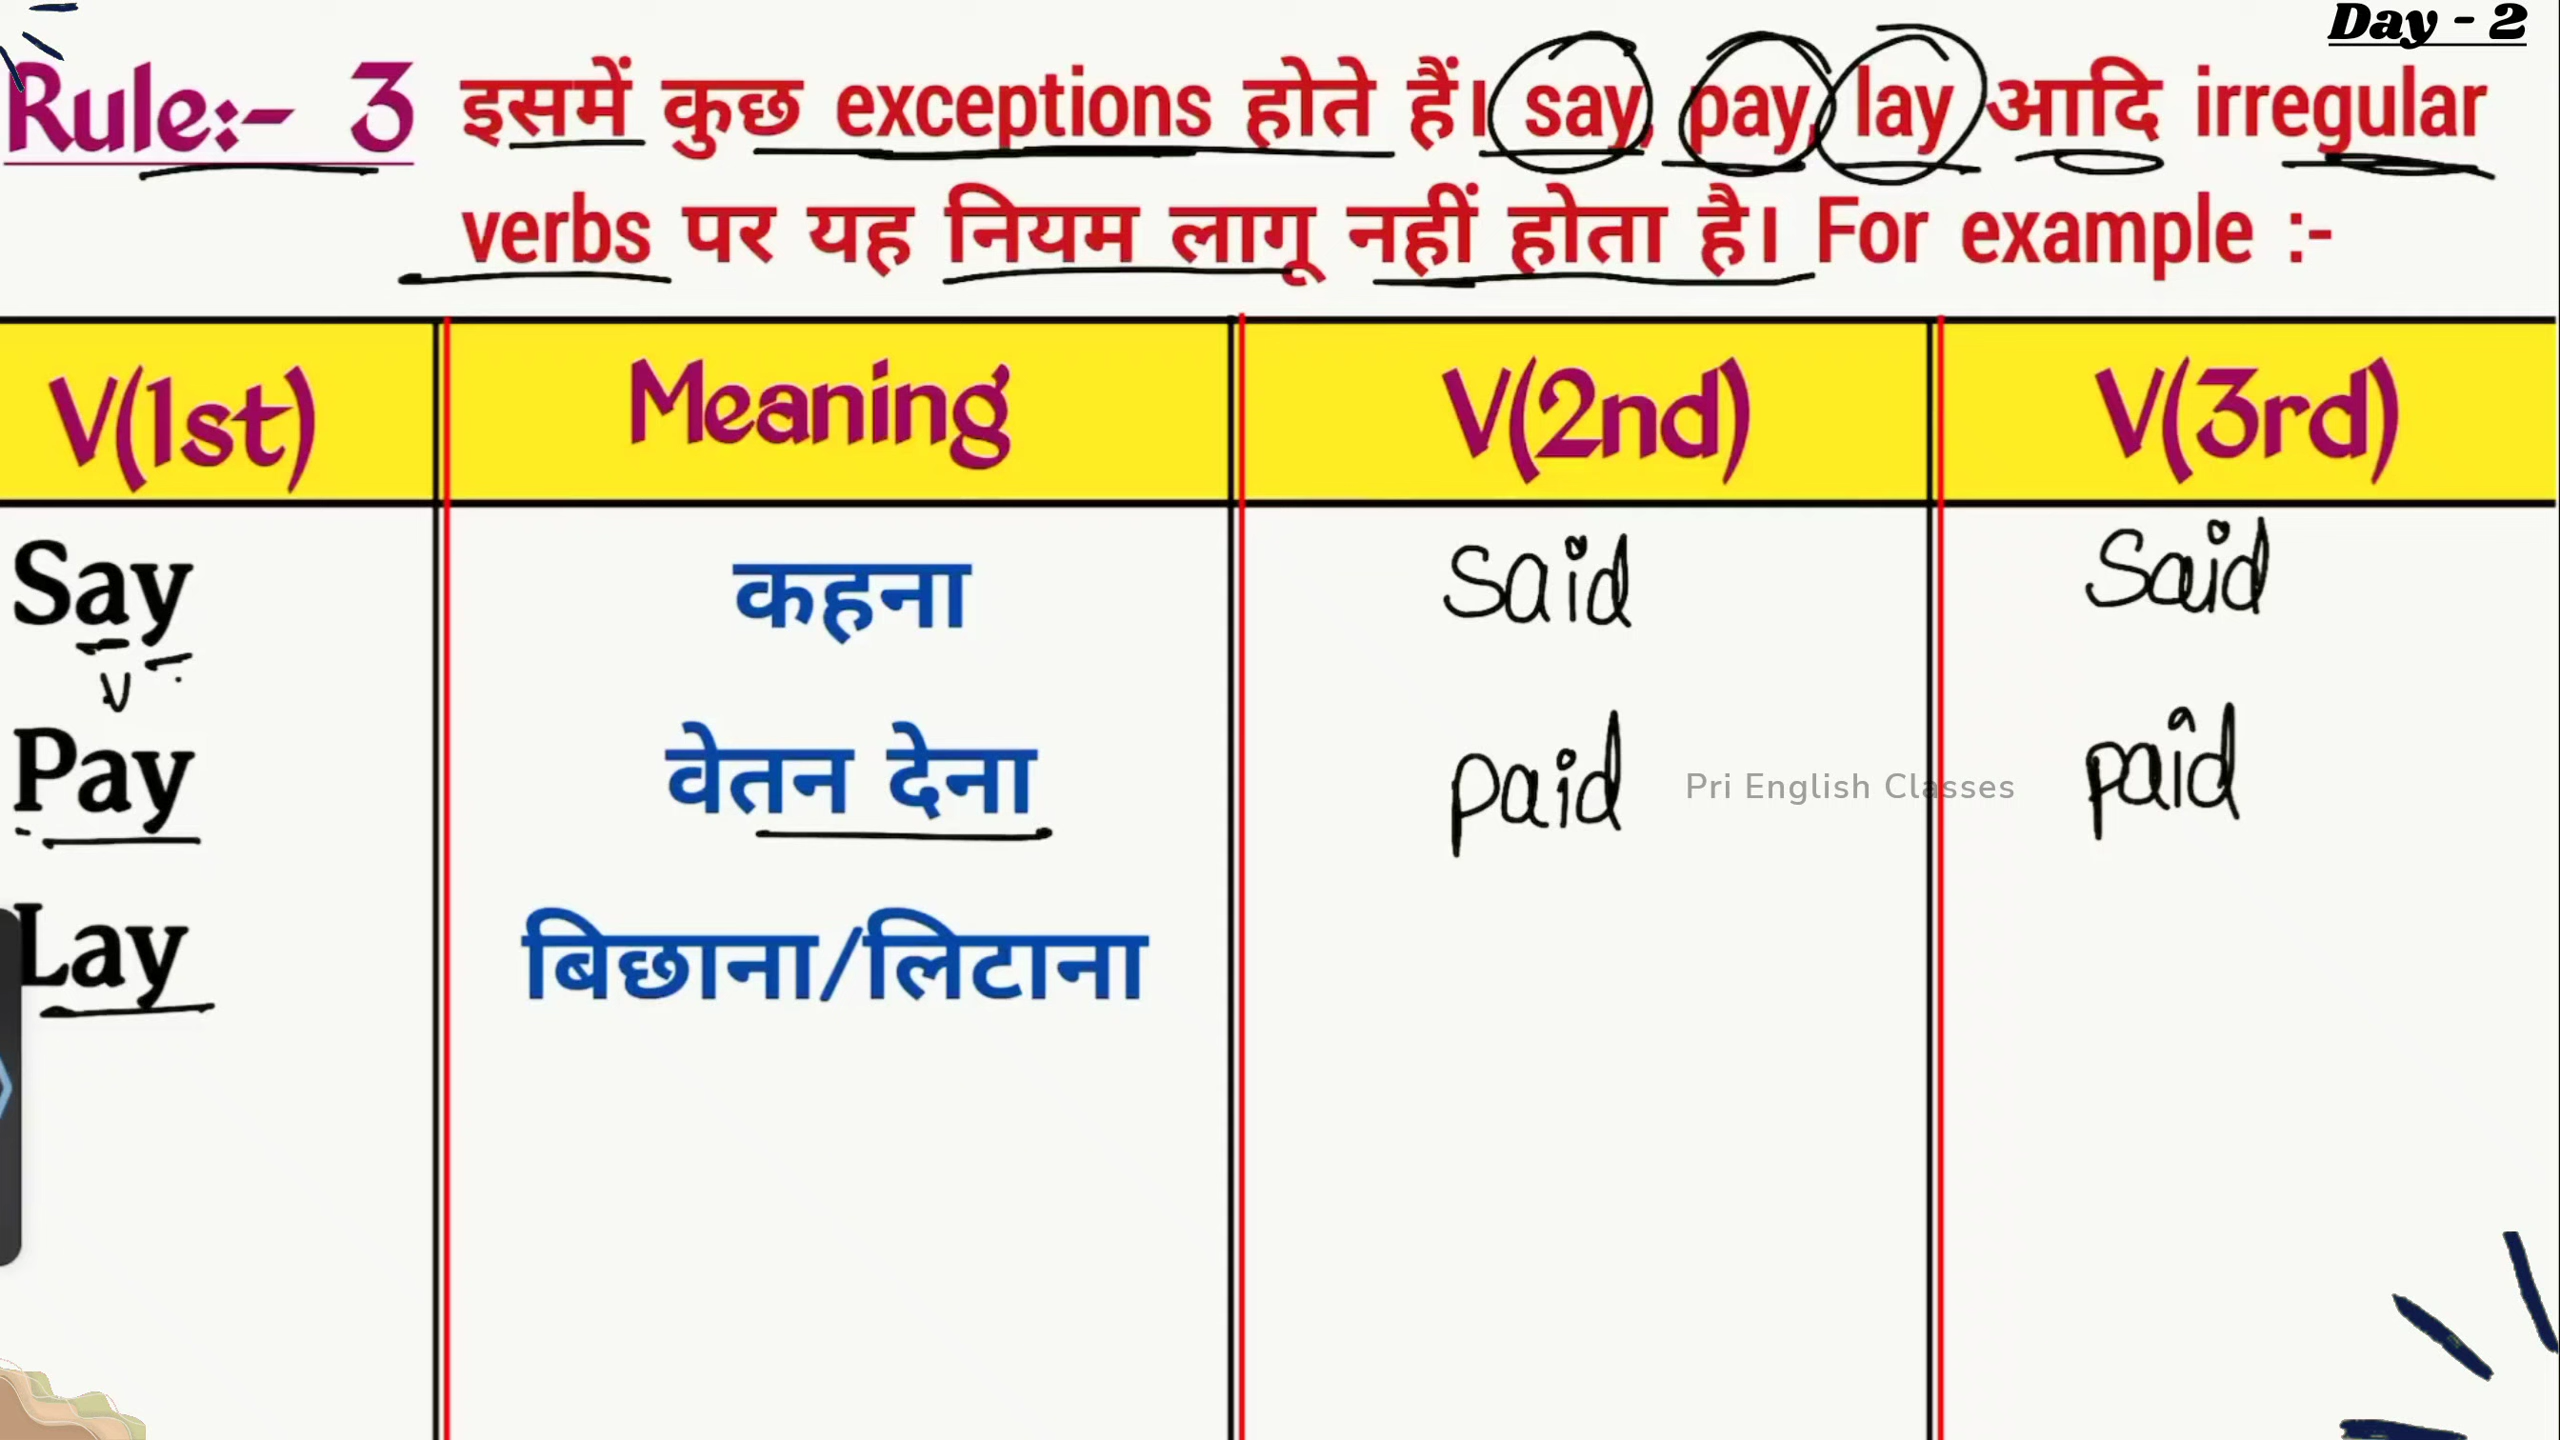 Day - 2
Rule:- 3 इसमें कुछ exceptions होते हैं। say, pay, lay आदि irregular
verbs पर यह नियम लागू नहीं होता है। For example :-
V(1st) Meaning V(2nd) V(3rd)
Say कहना said Said
V
Pay वेतन देना paid Pri English Classes paid
Lay बिछाना/लिटाना